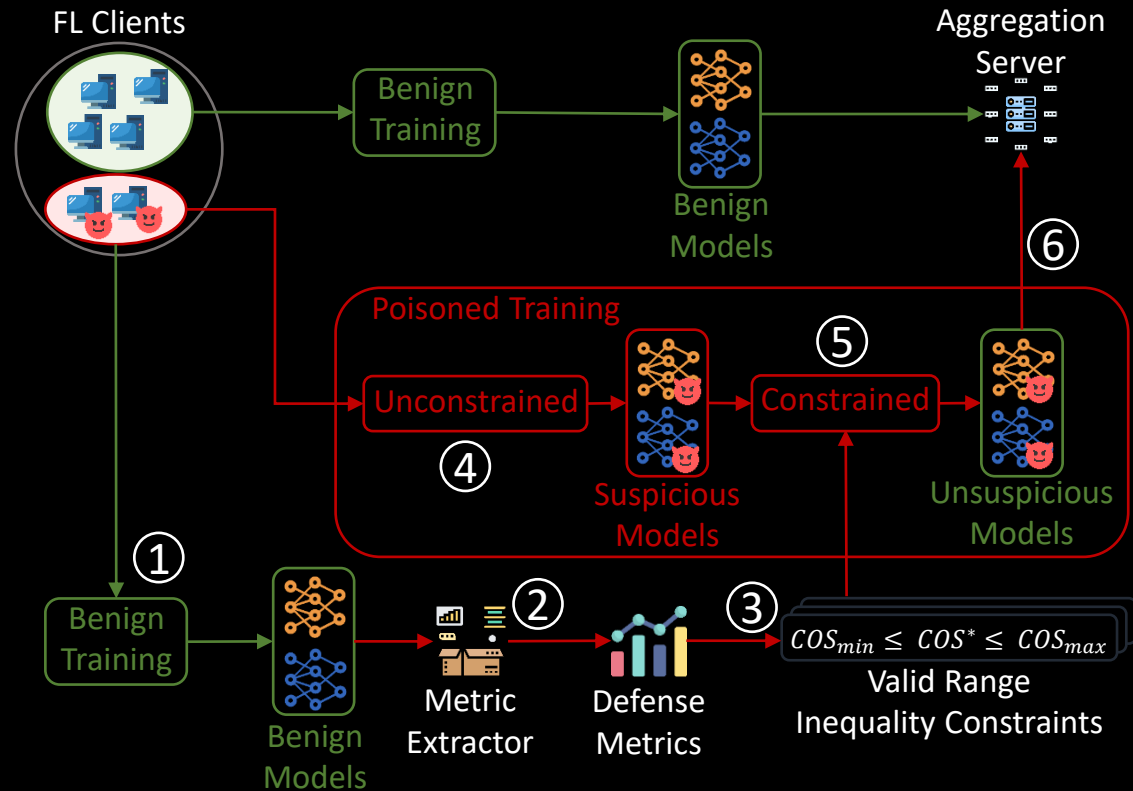 FL Clients
Aggregation
Server
Benign
Training
Benign
Models
⑥
Poisoned Training
⑤
Unconstrained
Constrained
④
Suspicious
Models
Unsuspicious
Models
①
Benign
Training
Benign
Models
②
Metric
Extractor
Defense
Metrics
③
COS_min ≤ COS* ≤ COS_max
Valid Range
Inequality Constraints